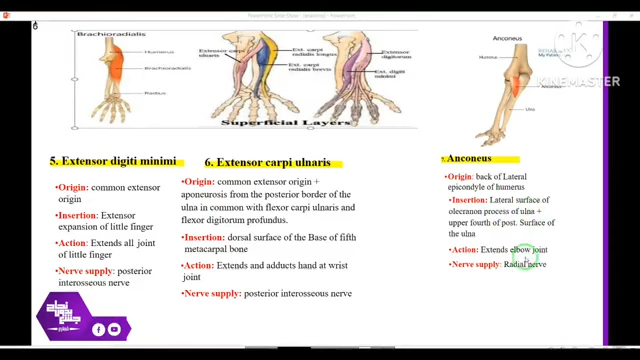 PowerPoint Slide Show
6
Brachioradialis
Humerus
Brachioradialis
Radius
Extensor carpi
ulnaris
Ext. carpi
radialis longus
Ext. carpi
radialis brevis
Extensor
digitorum
Ext. digiti
minimi
Superficial Layers
Anconeus
Humerus
Anconeus
Ulna
KINEMASTER
5. Extensor digiti minimi
•Origin: common extensor
origin
•Insertion: Extensor
expansion of little finger
•Action: Extends all joint
of little finger
•Nerve supply: posterior
interosseous nerve
6. Extensor carpi ulnaris
•Origin: common extensor origin +
aponeurosis from the posterior border of the
ulna in common with flexor carpi ulnaris and
flexor digitorum profundus.
•Insertion: dorsal surface of the Base of fifth
metacarpal bone
•Action: Extends and adducts hand at wrist
joint
•Nerve supply: posterior interosseous nerve
7. Anconeus
•Origin: back of Lateral
epicondyle of humerus
•Insertion: Lateral surface of
olecranon process of ulna +
upper fourth of post. Surface of
the ulna
•Action: Extends elbow joint
•Nerve supply: Radial nerve